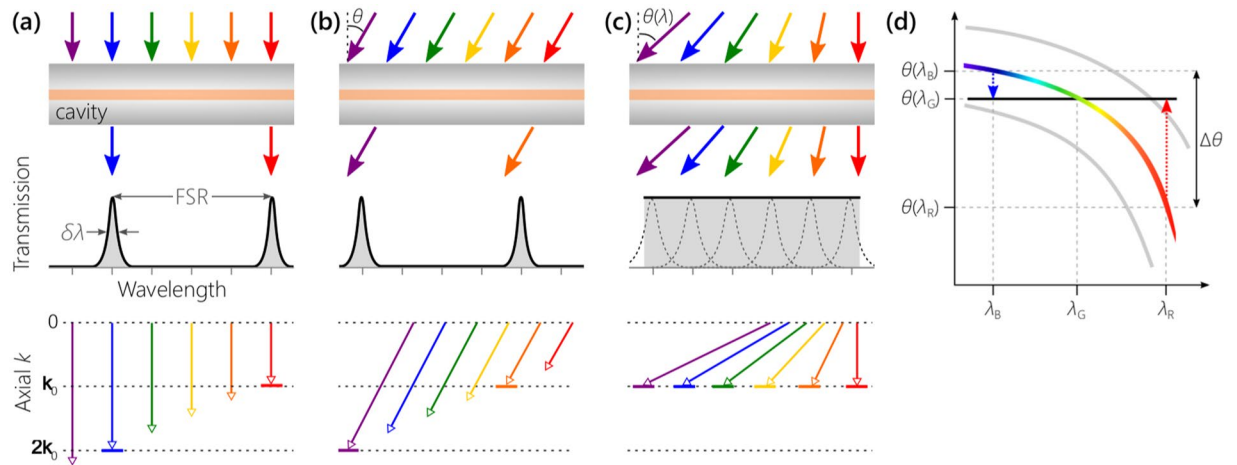 (a)
(b)
θ
(c)
θ(λ)
(d)
cavity
θ(λB)
θ(λG)
Δθ
θ(λR)
λB
λG
λR
Transmission
FSR
δλ
Wavelength
Axial k
0
k0
2k0